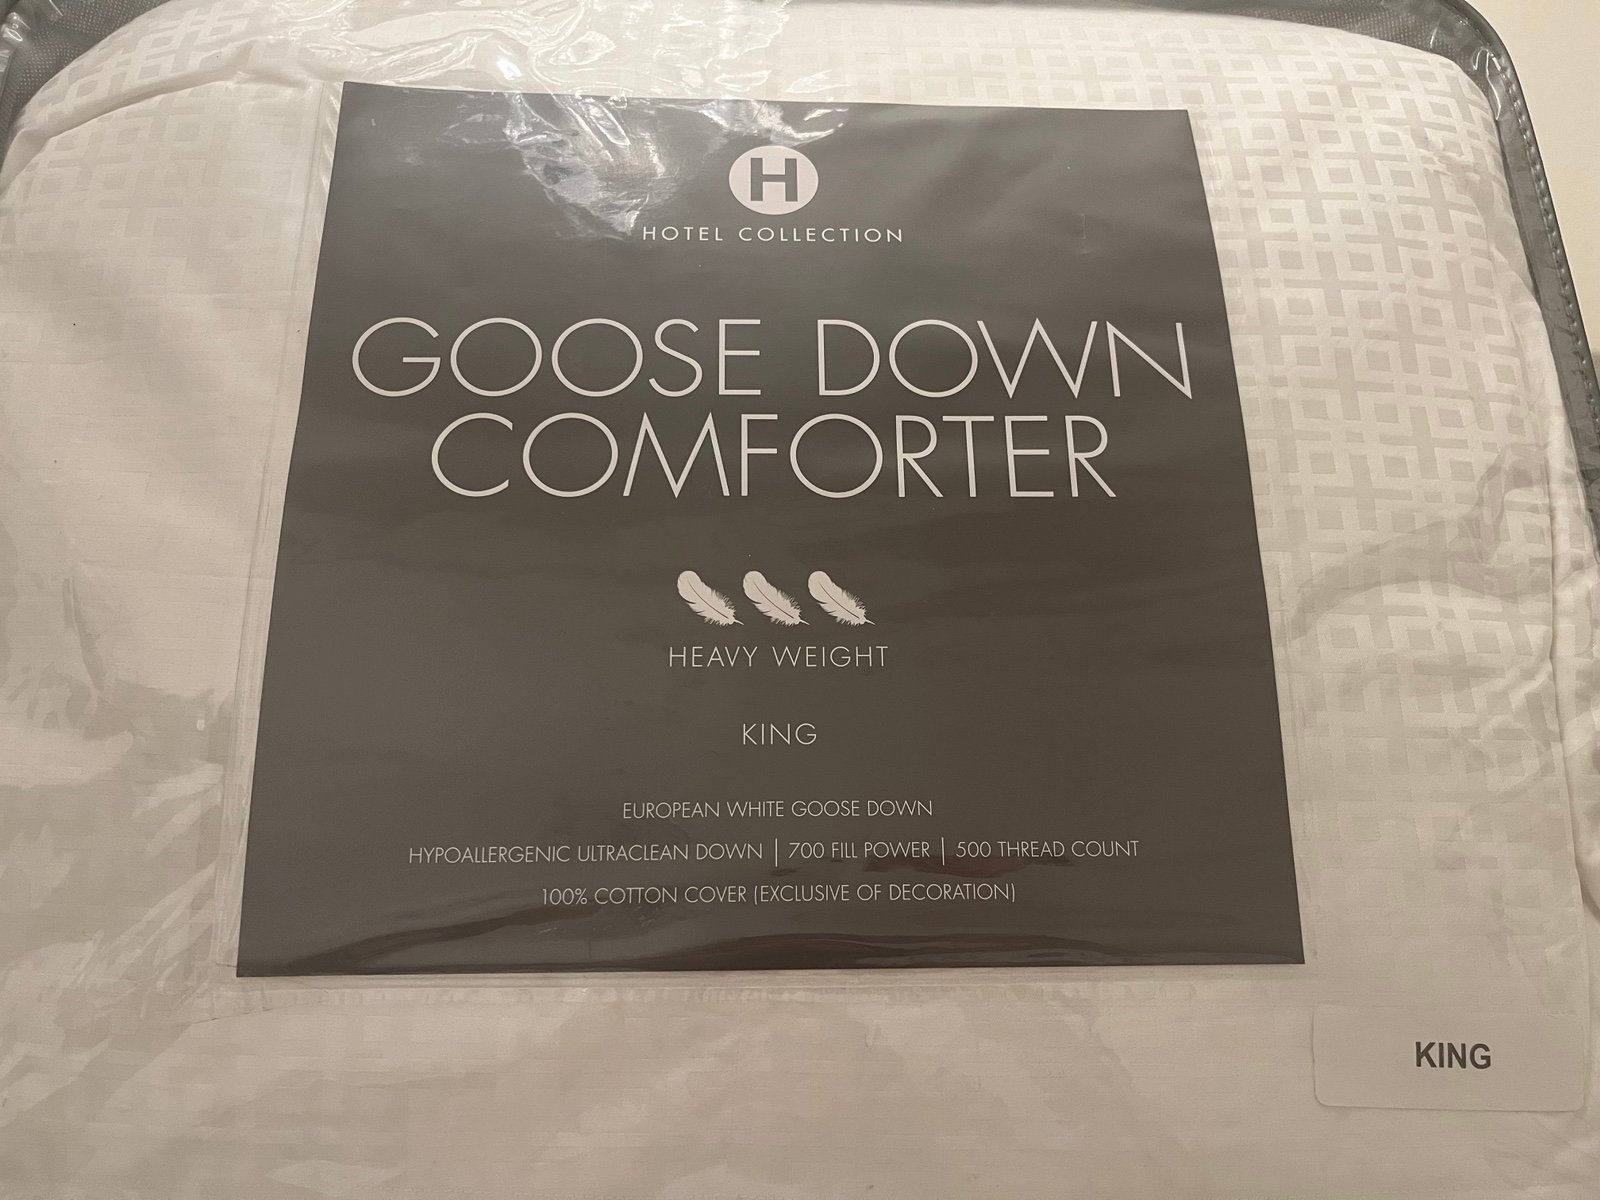 H
HOTEL COLLECTION
GOOSE DOWN
COMFORTER
HEAVY WEIGHT
KING
EUROPEAN WHITE GOOSE DOWN
HYPOALLERGENIC ULTRACLEAN DOWN | 700 FILL POWER | 500 THREAD COUNT
100% COTTON COVER (EXCLUSIVE OF DECORATION)
KING